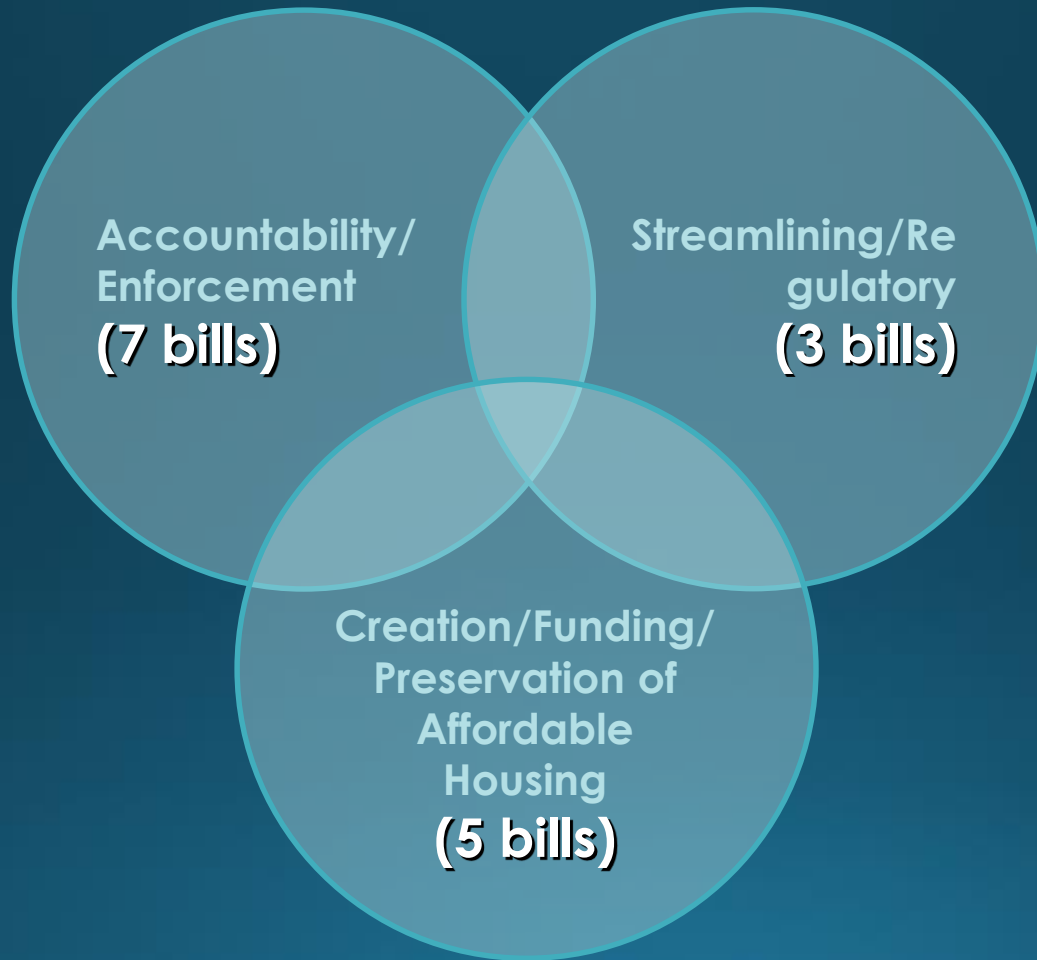 Accountability/
Enforcement
(7 bills)
Streamlining/Re
gulatory
(3 bills)
Creation/Funding/
Preservation of
Affordable
Housing
(5 bills)